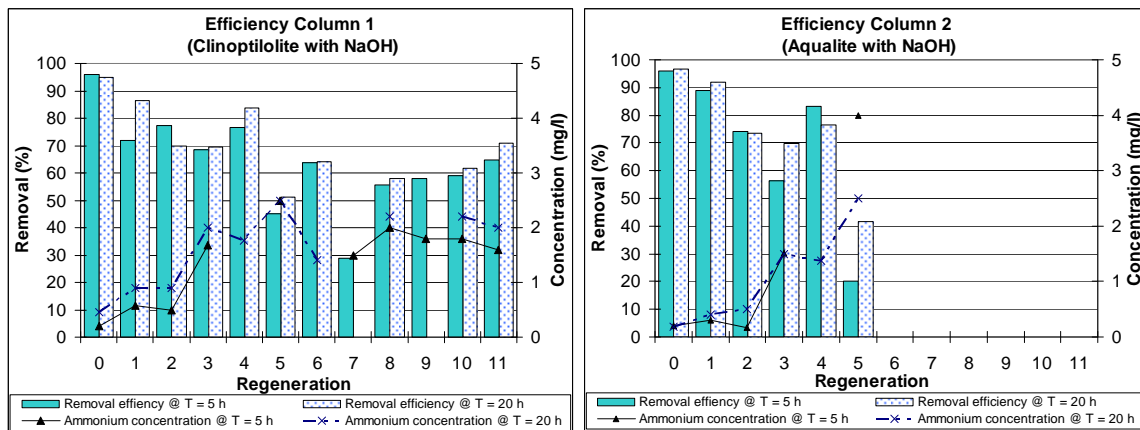 Efficiency Column 1
(Clinoptilolite with NaOH)
100
90
80
70
60
50
40
30
20
10
0
Removal (%)
5
4
3
2
1
0
Concentration (mg/l)
0 1 2 3 4 5 6 7 8 9 10 11
Regeneration
Removal effiency @ T = 5 h
Removal efficiency @ T = 20 h
Ammonium concentration @ T = 5 h
Ammonium concentration @ T = 20 h
Efficiency Column 2
(Aqualite with NaOH)
100
90
80
70
60
50
40
30
20
10
0
Removal (%)
5
4
3
2
1
0
Concentration (mg/l)
0 1 2 3 4 5 6 7 8 9 10 11
Regeneration
Removal effiency @ T = 5 h
Removal efficiency @ T = 20 h
Ammonium concentration @ T = 5 h
Ammonium concentration @ T = 20 h